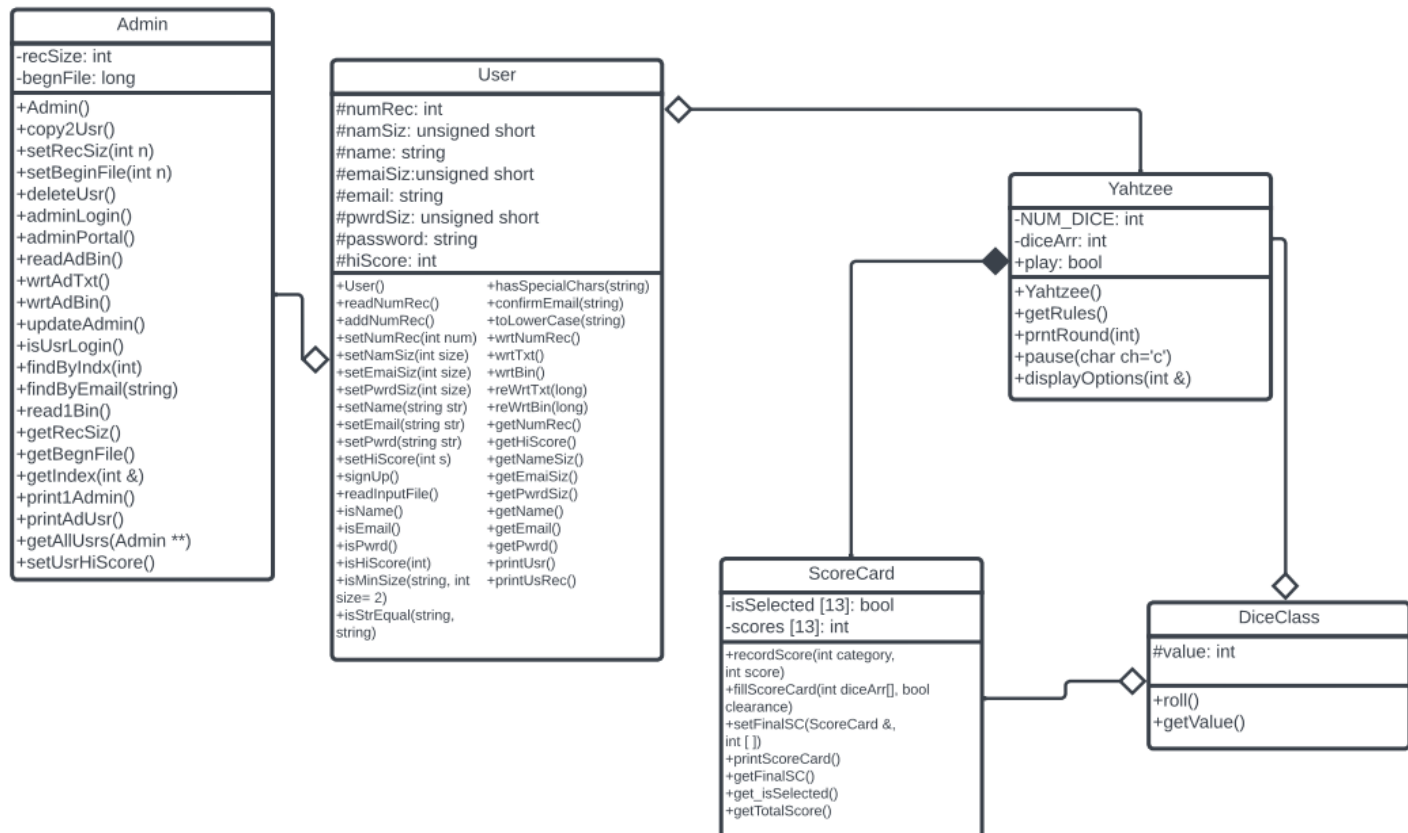 Admin
-recSize: int
-begnFile: long
+Admin()
+copy2Usr()
+setRecSiz(int n)
+setBeginFile(int n)
+deleteUsr()
+adminLogin()
+adminPortal()
+readAdBin()
+wrtAdTxt()
+wrtAdBin()
+updateAdmin()
+isUsrLogin()
+findByIndx(int)
+findByEmail(string)
+read1Bin()
+getRecSiz()
+getBegnFile()
+getIndex(int &)
+print1Admin()
+printAdUsr()
+getAllUsrs(Admin **)
+setUsrHiScore()
User
#numRec: int
#namSiz: unsigned short
#name: string
#emaiSiz:unsigned short
#email: string
#pwrdSiz: unsigned short
#password: string
#hiScore: int
+User()
+readNumRec()
+addNumRec()
+setNumRec(int num)
+setNamSiz(int size)
+setEmaiSiz(int size)
+setPwrdSiz(int size)
+setName(string str)
+setEmail(string str)
+setPwrd(string str)
+setHiScore(int s)
+signUp()
+readInputFile()
+isName()
+isEmail()
+isPwrd()
+isHiScore(int)
+isMinSize(string, int
size= 2)
+isStrEqual(string,
string)
+hasSpecialChars(string)
+confirmEmail(string)
+toLowerCase(string)
+wrtNumRec()
+wrtTxt()
+wrtBin()
+reWrtTxt(long)
+reWrtBin(long)
+getNumRec()
+getHiScore()
+getNameSiz()
+getEmaiSiz()
+getPwrdSiz()
+getName()
+getEmail()
+getPwrd()
+printUsr()
+printUsRec()
Yahtzee
-NUM_DICE: int
-diceArr: int
+play: bool
+Yahtzee()
+getRules()
+prntRound(int)
+pause(char ch='c')
+displayOptions(int &)
ScoreCard
-isSelected [13]: bool
-scores [13]: int
+recordScore(int category,
int score)
+fillScoreCard(int diceArr[], bool
clearance)
+setFinalSC(ScoreCard &,
int [ ])
+printScoreCard()
+getFinalSC()
+get_isSelected()
+getTotalScore()
DiceClass
#value: int
+roll()
+getValue()